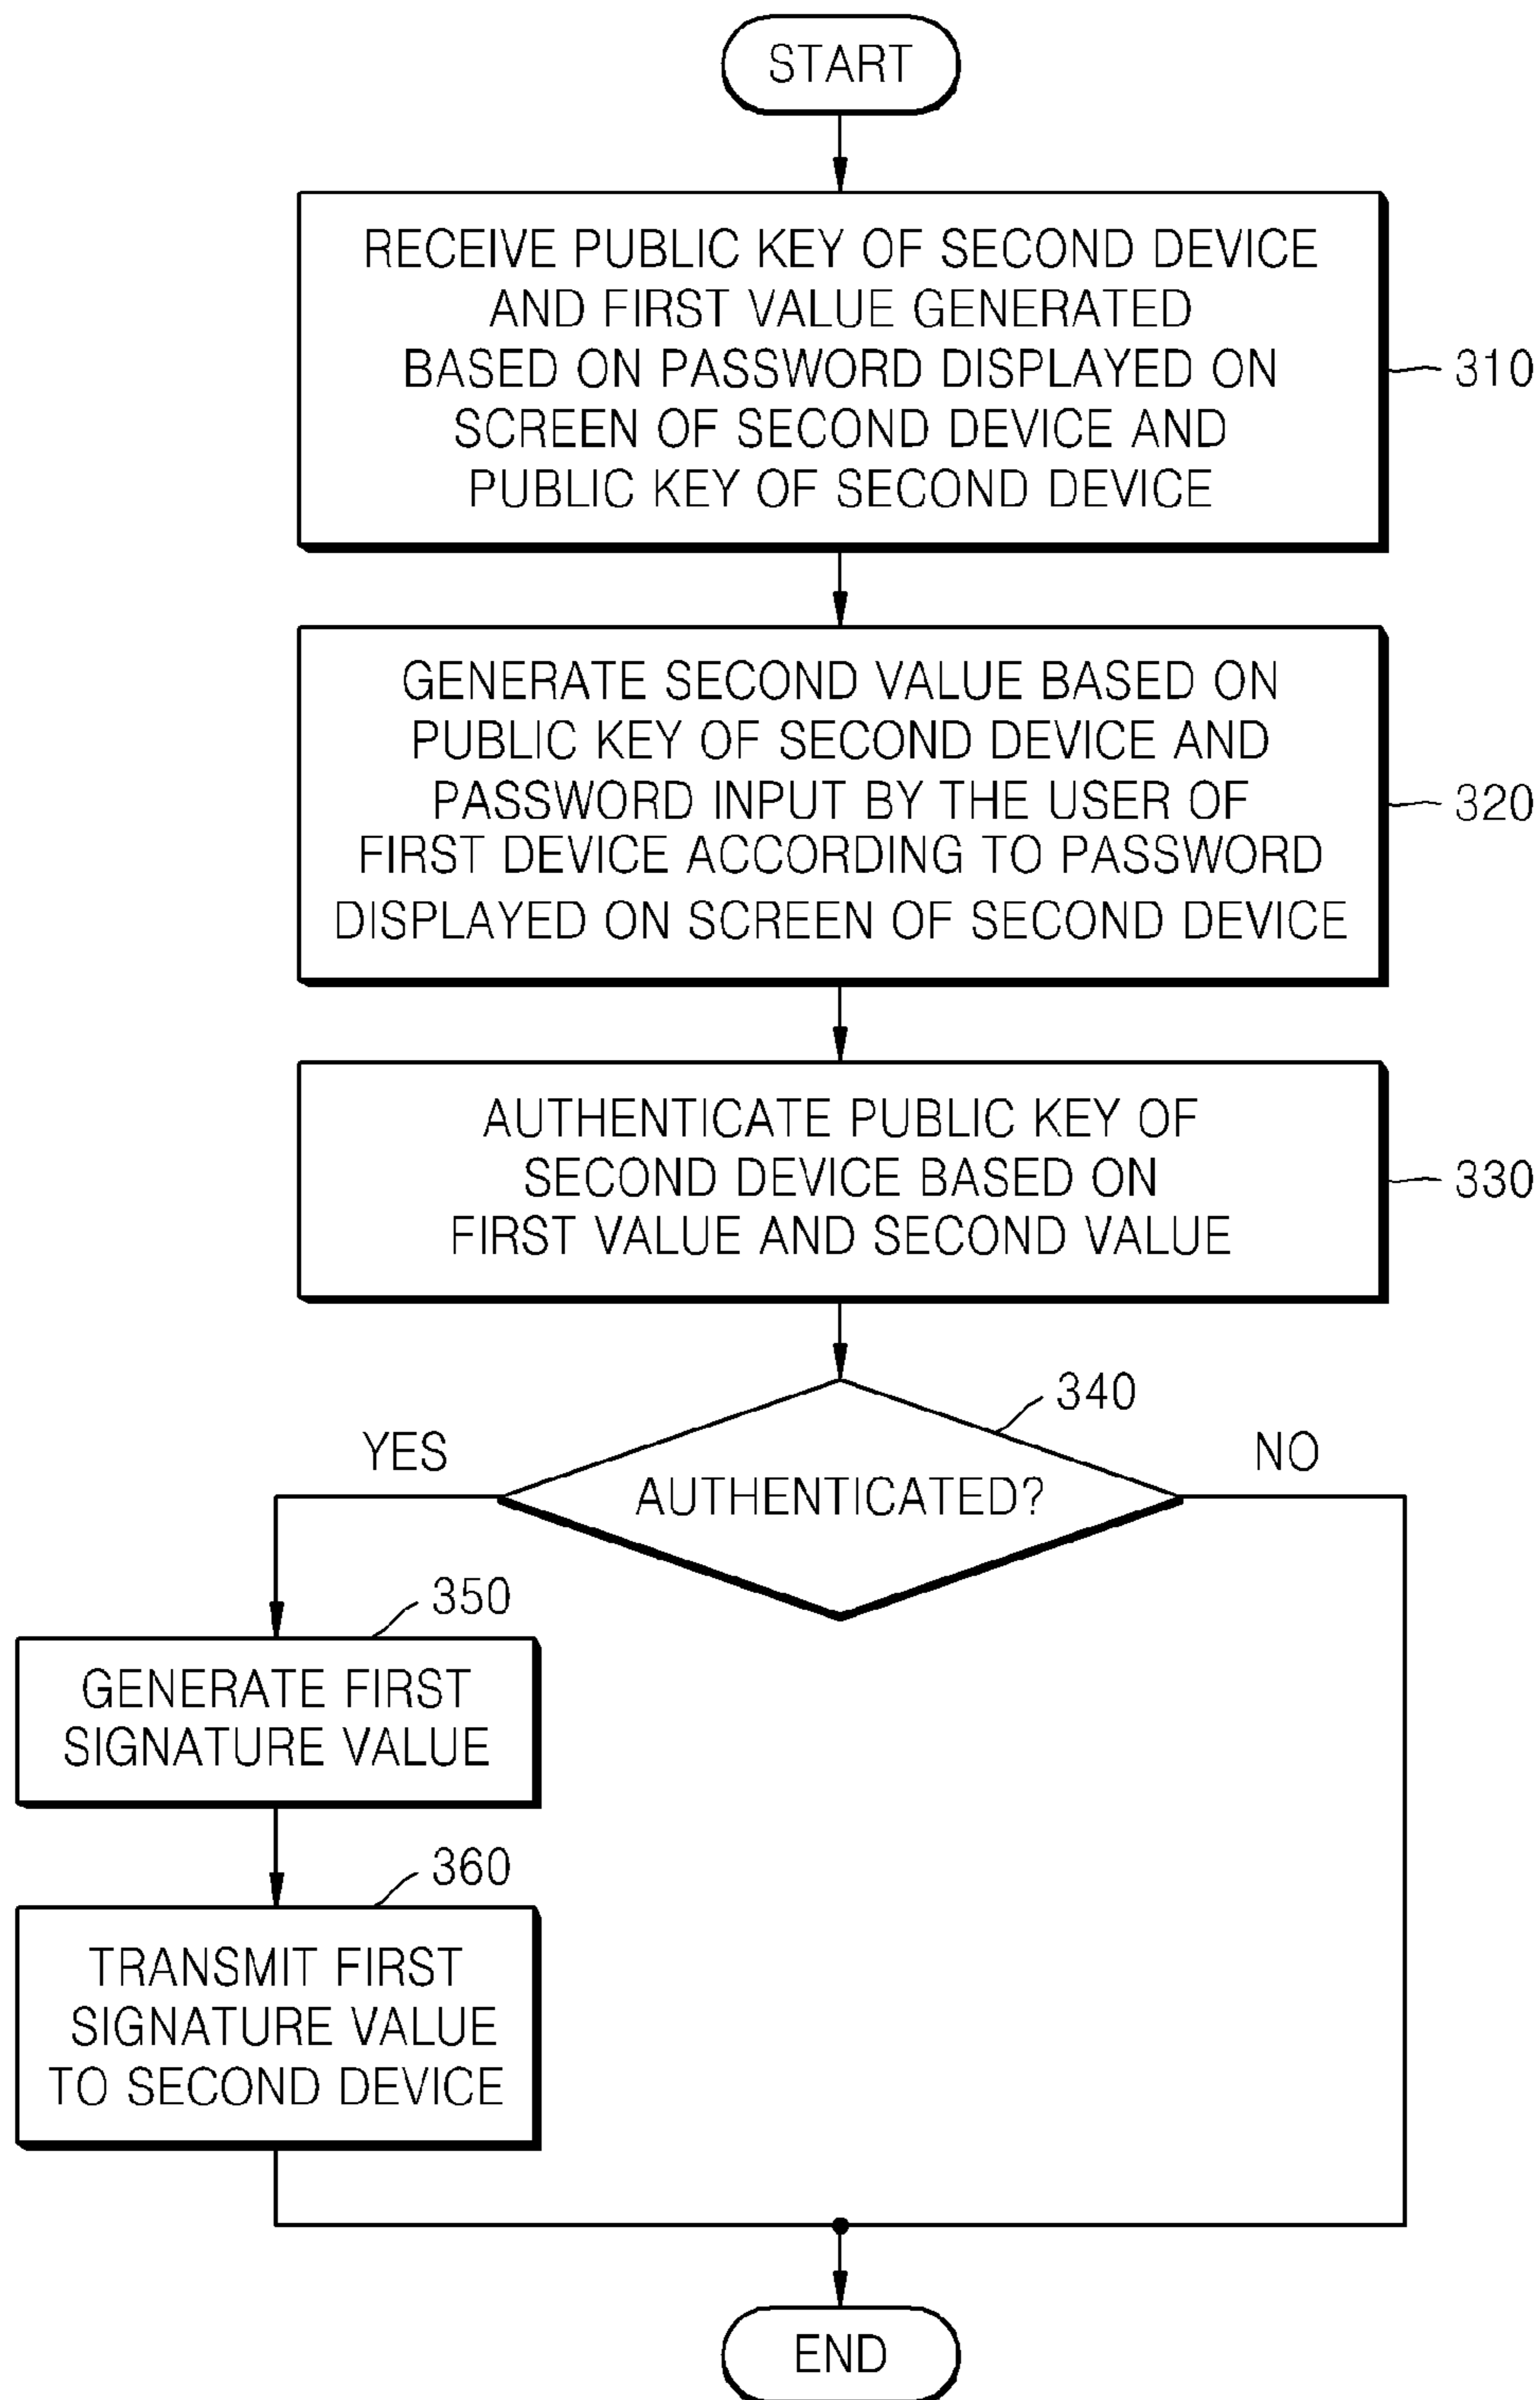 START
RECEIVE PUBLIC KEY OF SECOND DEVICE
AND FIRST VALUE GENERATED
BASED ON PASSWORD DISPLAYED ON
SCREEN OF SECOND DEVICE AND
PUBLIC KEY OF SECOND DEVICE
310
GENERATE SECOND VALUE BASED ON
PUBLIC KEY OF SECOND DEVICE AND
PASSWORD INPUT BY THE USER OF
FIRST DEVICE ACCORDING TO PASSWORD
DISPLAYED ON SCREEN OF SECOND DEVICE
320
AUTHENTICATE PUBLIC KEY OF
SECOND DEVICE BASED ON
FIRST VALUE AND SECOND VALUE
330
340
YES
NO
AUTHENTICATED?
350
GENERATE FIRST
SIGNATURE VALUE
360
TRANSMIT FIRST
SIGNATURE VALUE
TO SECOND DEVICE
END